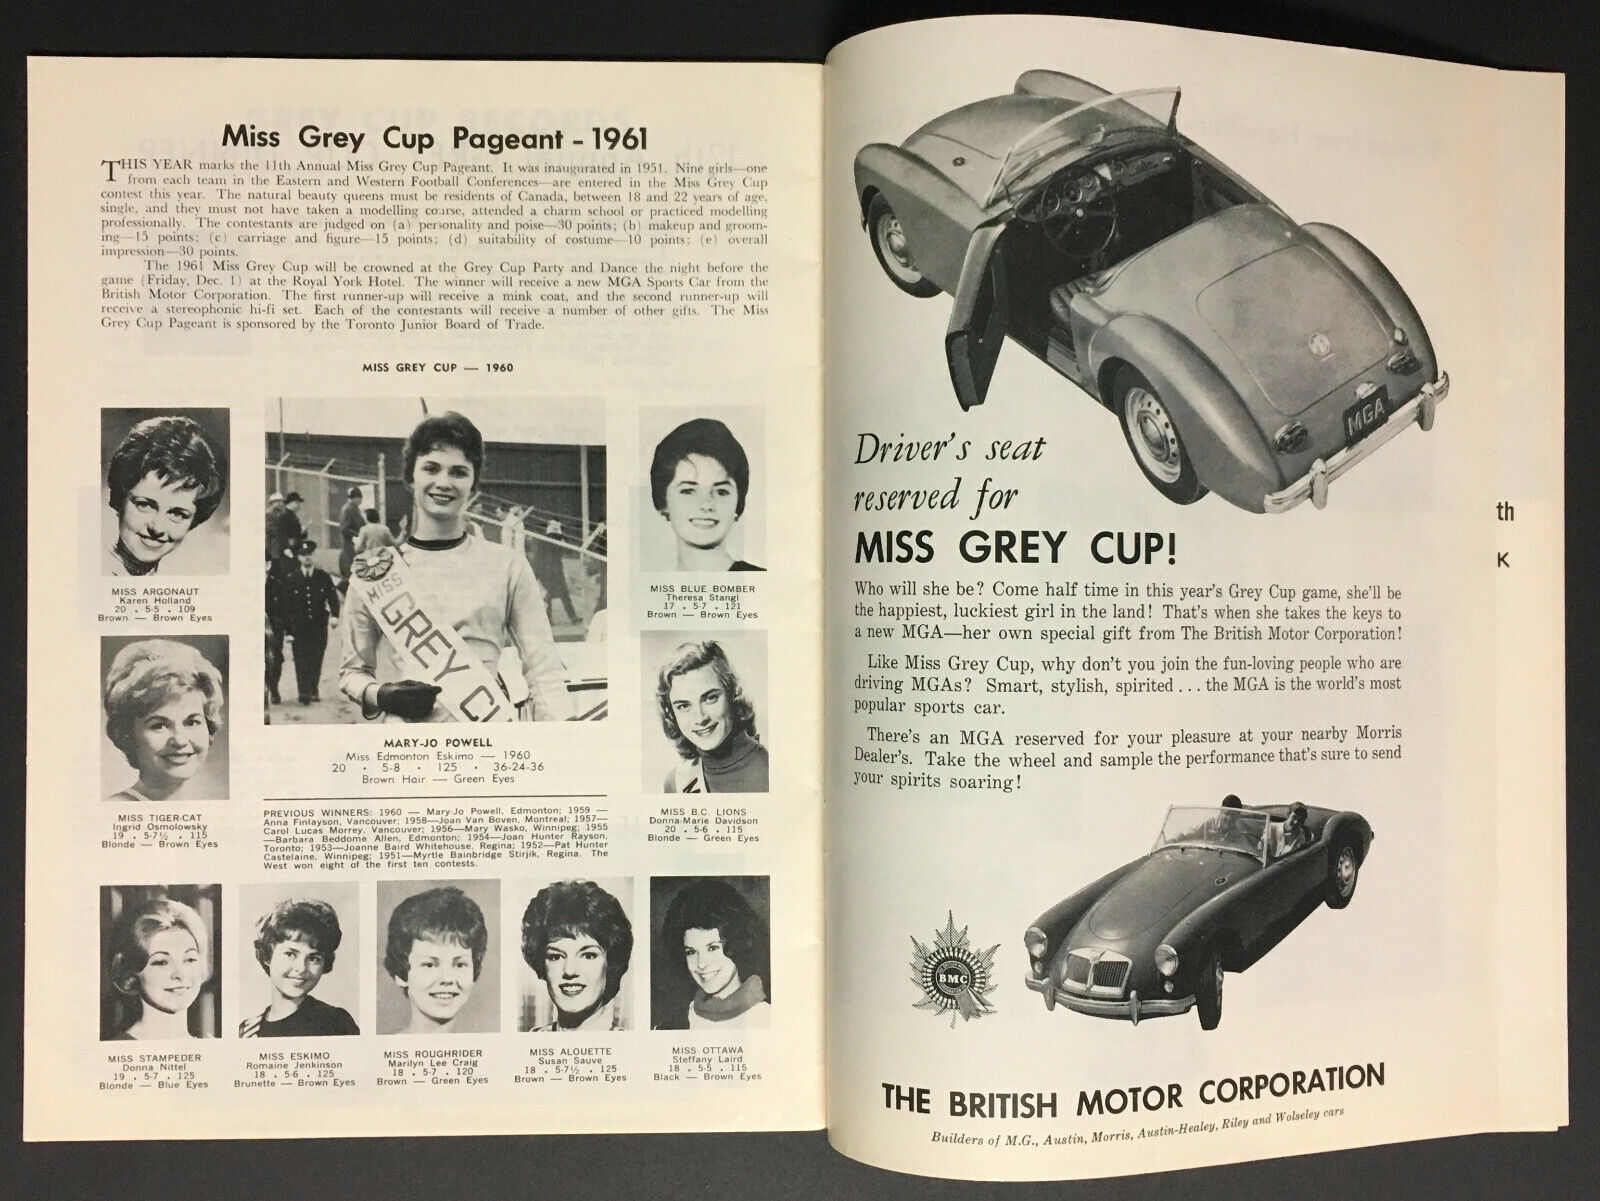 Miss Grey Cup Pageant - 1961
THIS YEAR marks the 11th Annual Miss Grey Cup Pageant. It was inaugurated in 1951. Nine girls—one
from each team in the Eastern and Western Football Conferences—are entered in the Miss Grey Cup
contest this year. The natural beauty queens must be residents of Canada, between 18 and 22 years of age,
single, and they must not have taken a modelling course, attended a charm school or practiced modelling
professionally. The contestants are judged on (a) personality and poise—30 points; (b) makeup and groom-
ing—15 points; (c) carriage and figure—15 points; (d) suitability of costume—10 points; (e) overall
impression—30 points.
The 1961 Miss Grey Cup will be crowned at the Grey Cup Party and Dance the night before the
game (Friday, Dec. 1) at the Royal York Hotel. The winner will receive a new MGA Sports Car from the
British Motor Corporation. The first runner-up will receive a mink coat, and the second runner-up will
receive a stereophonic hi-fi set. Each of the contestants will receive a number of other gifts. The Miss
Grey Cup Pageant is sponsored by the Toronto Junior Board of Trade.
MISS GREY CUP — 1960
MISS ARGONAUT
Karen Holland
20 . 5-5 . 109
Brown — Brown Eyes
MISS
GREY CU
MISS BLUE BOMBER
Theresa Stangl
17 . 5-7 . 121
Brown — Brown Eyes
MARY-JO POWELL
Miss Edmonton Eskimo — 1960
20 . 5-8 . 125 . 36-24-36
Brown Hair — Green Eyes
MISS TIGER-CAT
Ingrid Osmolowsky
19 . 5-7½ . 115
Blonde — Brown Eyes
MISS B.C. LIONS
Donna-Marie Davidson
20 . 5-6 . 115
Blonde — Green Eyes
PREVIOUS WINNERS: 1960 — Mary-Jo Powell, Edmonton; 1959 —
Anna Finlayson, Vancouver; 1958—Joan Van Boven, Montreal; 1957—
Carol Lucas Morrey, Vancouver; 1956—Mary Wasko, Winnipeg; 1955
—Barbara Beddome Allen, Edmonton; 1954—Joan Hunter Rayson,
Toronto; 1953—Joanne Baird Whitehouse, Regina; 1952—Pat Hunter
Castelaine, Winnipeg; 1951—Myrtle Bainbridge Stirjik, Regina. The
West won eight of the first ten contests.
MISS STAMPEDER
Donna Nittel
19 . 5-7 . 125
Blonde — Blue Eyes
MISS ESKIMO
Romaine Jenkinson
18 . 5-6 . 125
Brunette — Brown Eyes
MISS ROUGHRIDER
Marilyn Lee Craig
18 . 5-7 . 120
Brown — Green Eyes
MISS ALOUETTE
Susan Sauve
18 . 5-7½ . 125
Brown — Brown Eyes
MISS OTTAWA
Steffany Laird
18 . 5-5 . 115
Black — Brown Eyes
MGA
Driver's seat
reserved for
MISS GREY CUP!
Who will she be? Come half time in this year's Grey Cup game, she'll be
the happiest, luckiest girl in the land! That's when she takes the keys to
a new MGA—her own special gift from The British Motor Corporation!
Like Miss Grey Cup, why don't you join the fun-loving people who are
driving MGAs? Smart, stylish, spirited . . . the MGA is the world's most
popular sports car.
There's an MGA reserved for your pleasure at your nearby Morris
Dealer's. Take the wheel and sample the performance that's sure to send
your spirits soaring!
BMC
THE BRITISH MOTOR CORPORATION
Builders of M.G., Austin, Morris, Austin-Healey, Riley and Wolseley cars
th
K